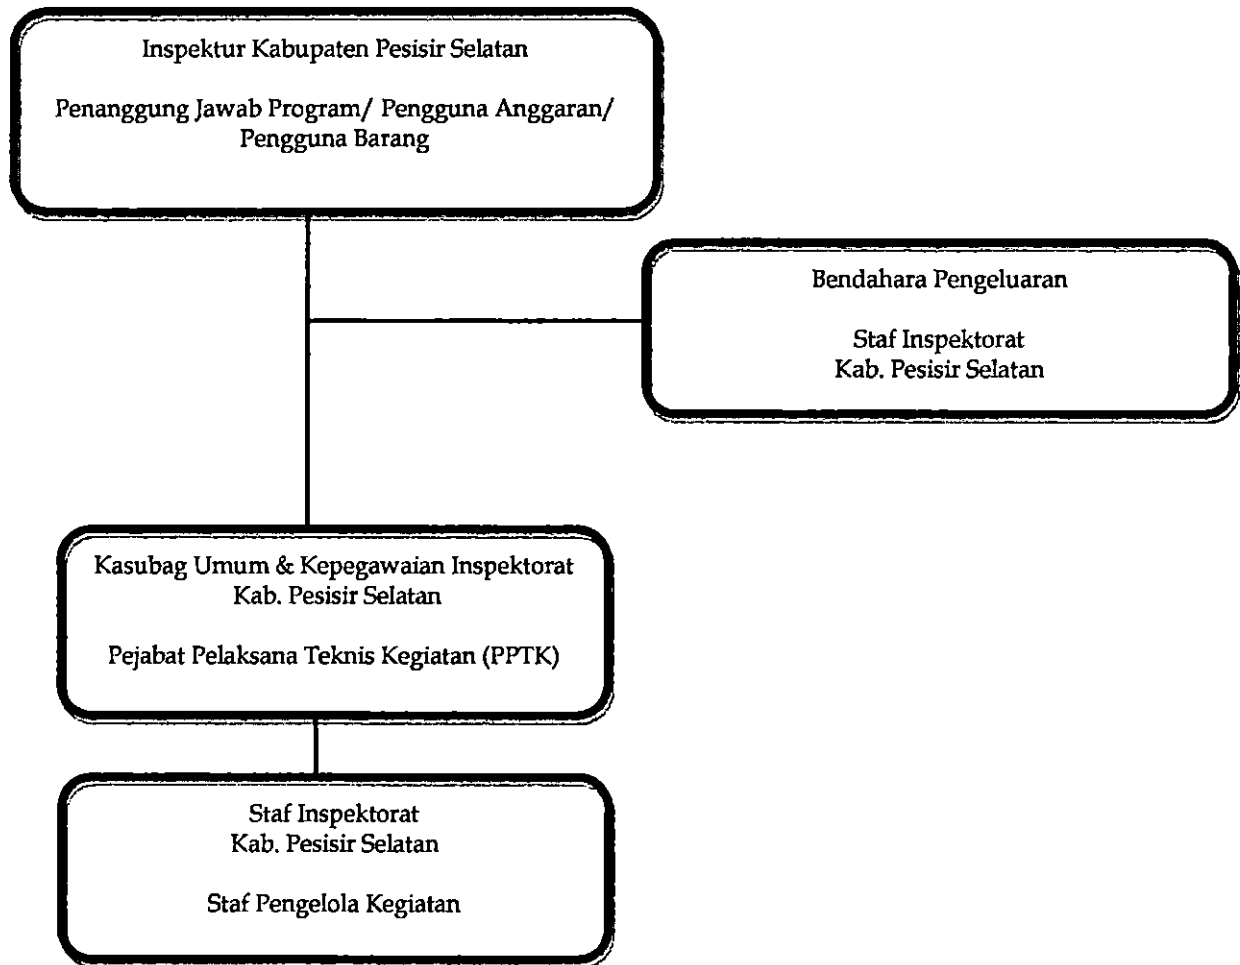 Inspektur Kabupaten Pesisir Selatan
Penanggung Jawab Program/ Pengguna Anggaran/
Pengguna Barang
Bendahara Pengeluaran
Staf Inspektorat
Kab. Pesisir Selatan
Kasubag Umum & Kepegawaian Inspektorat
Kab. Pesisir Selatan
Pejabat Pelaksana Teknis Kegiatan (PPTK)
Staf Inspektorat
Kab. Pesisir Selatan
Staf Pengelola Kegiatan